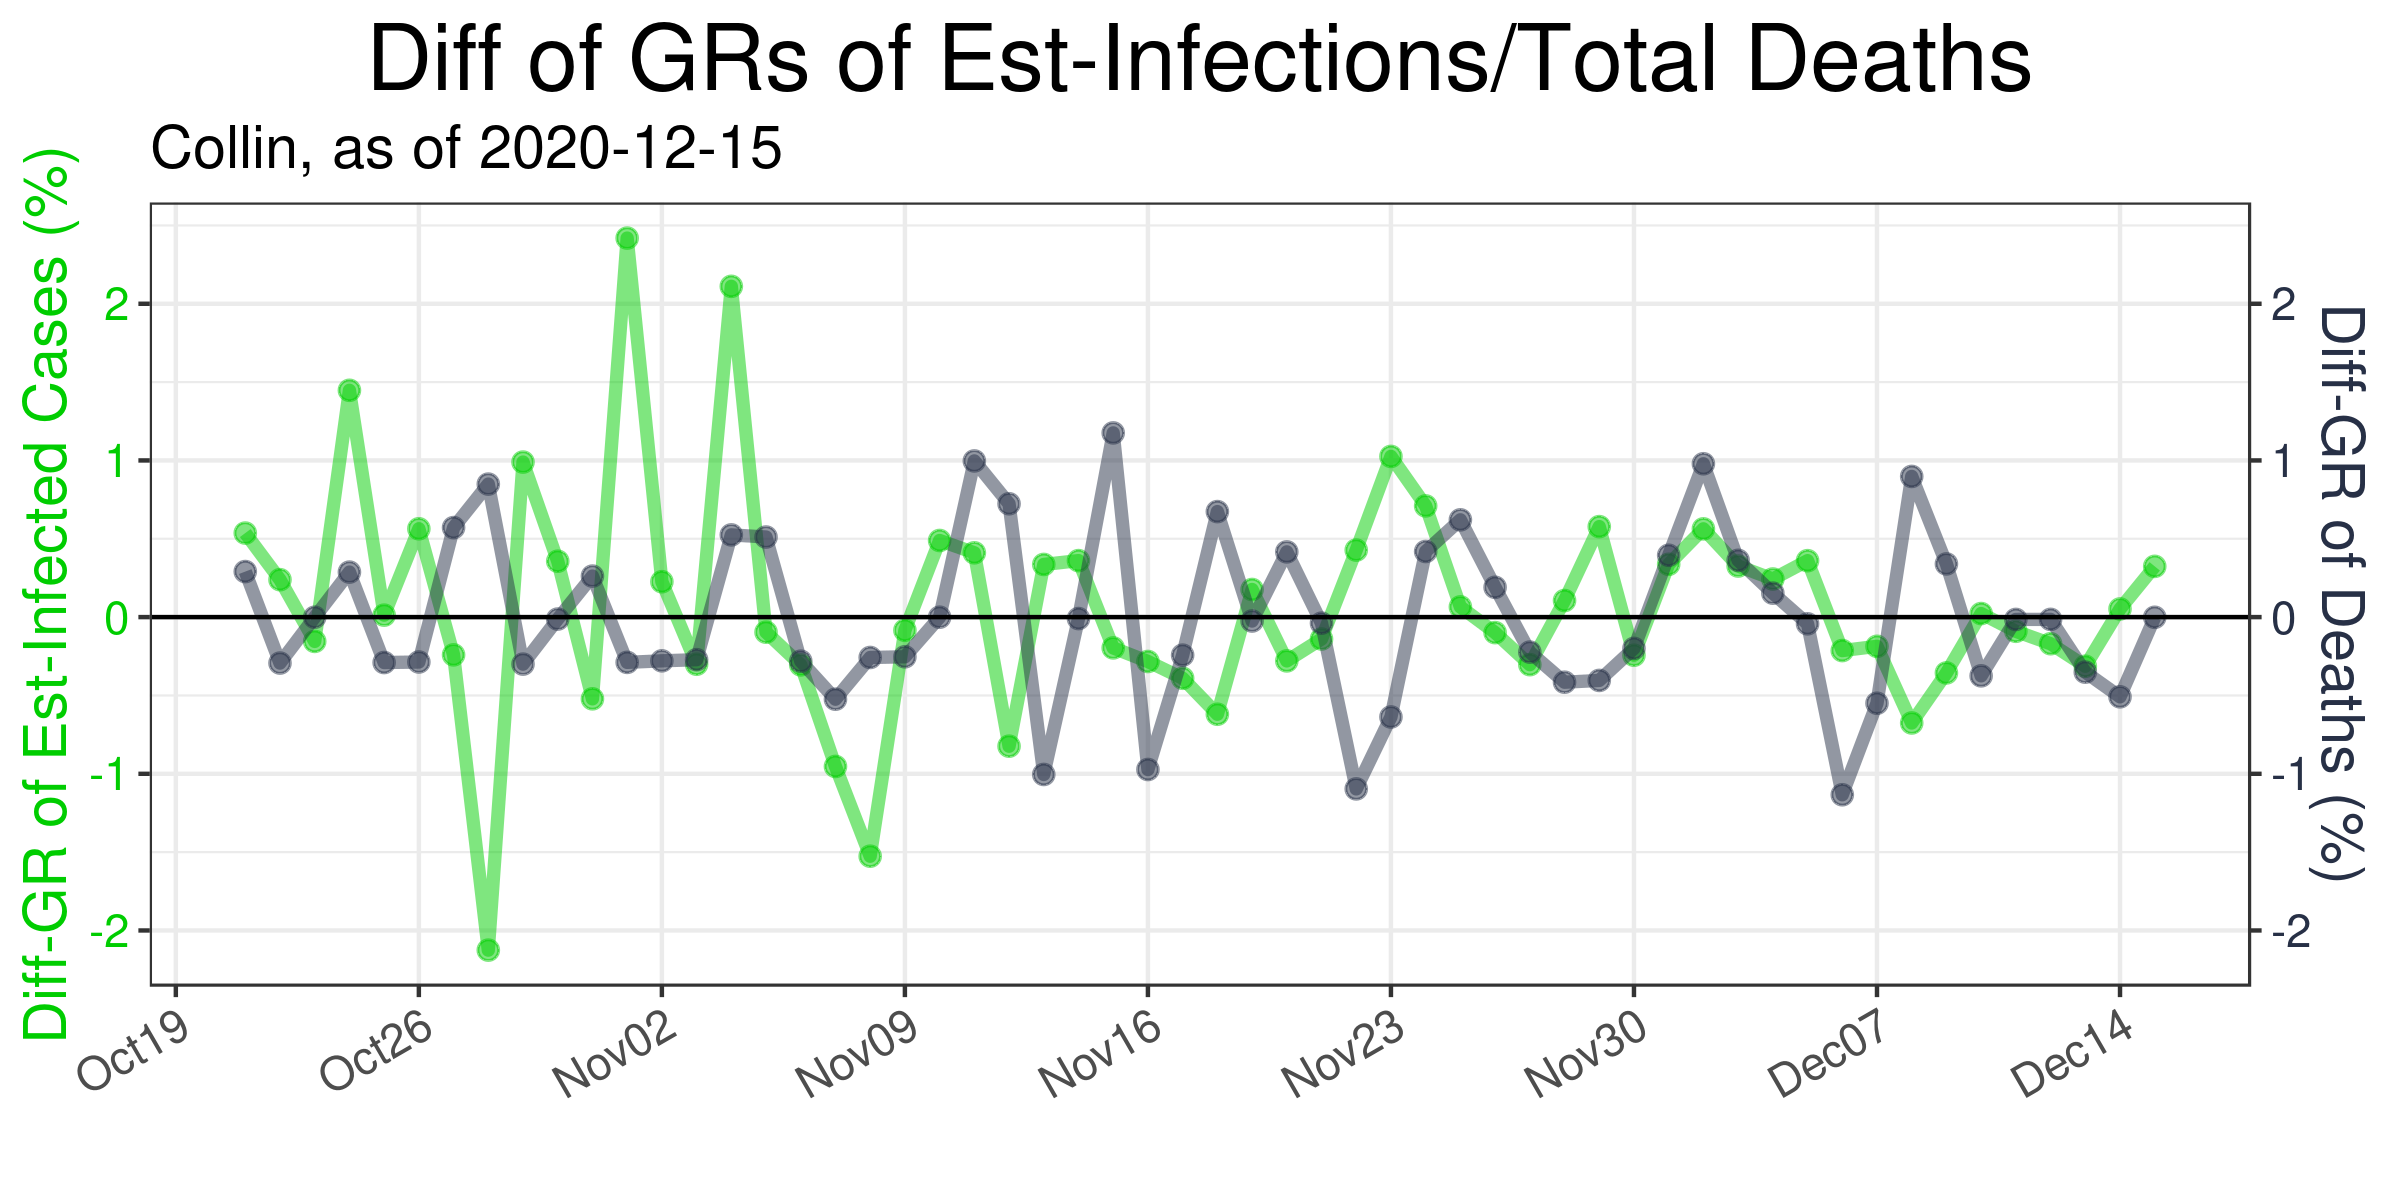 Diff of GRs of Est-Infections/Total Deaths
Collin, as of 2020-12-15
Diff-GR of Est-Infected Cases (%)
2
1
0
-1
-2
2
1
0
-1
-2
Diff-GR of Deaths (%)
Oct19
Oct26
Nov02
Nov09
Nov16
Nov23
Nov30
Dec07
Dec14